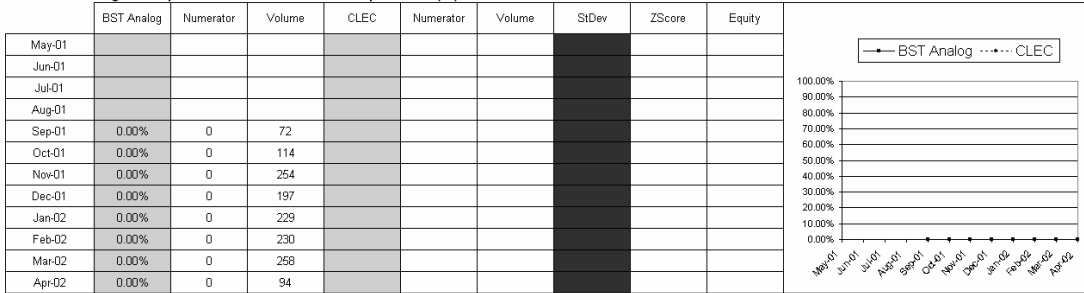 BST Analog Numerator Volume CLEC Numerator Volume StDev ZScore Equity
May-01
Jun-01
Jul-01
Aug-01
Sep-01 0.00% 0 72
Oct-01 0.00% 0 114
Nov-01 0.00% 0 254
Dec-01 0.00% 0 197
Jan-02 0.00% 0 229
Feb-02 0.00% 0 230
Mar-02 0.00% 0 258
Apr-02 0.00% 0 94
BST Analog CLEC
100.00%
90.00%
80.00%
70.00%
60.00%
50.00%
40.00%
30.00%
20.00%
10.00%
0.00%
May-01 Jun-01 Jul-01 Aug-01 Sep-01 Oct-01 Nov-01 Dec-01 Jan-02 Feb-02 Mar-02 Apr-02